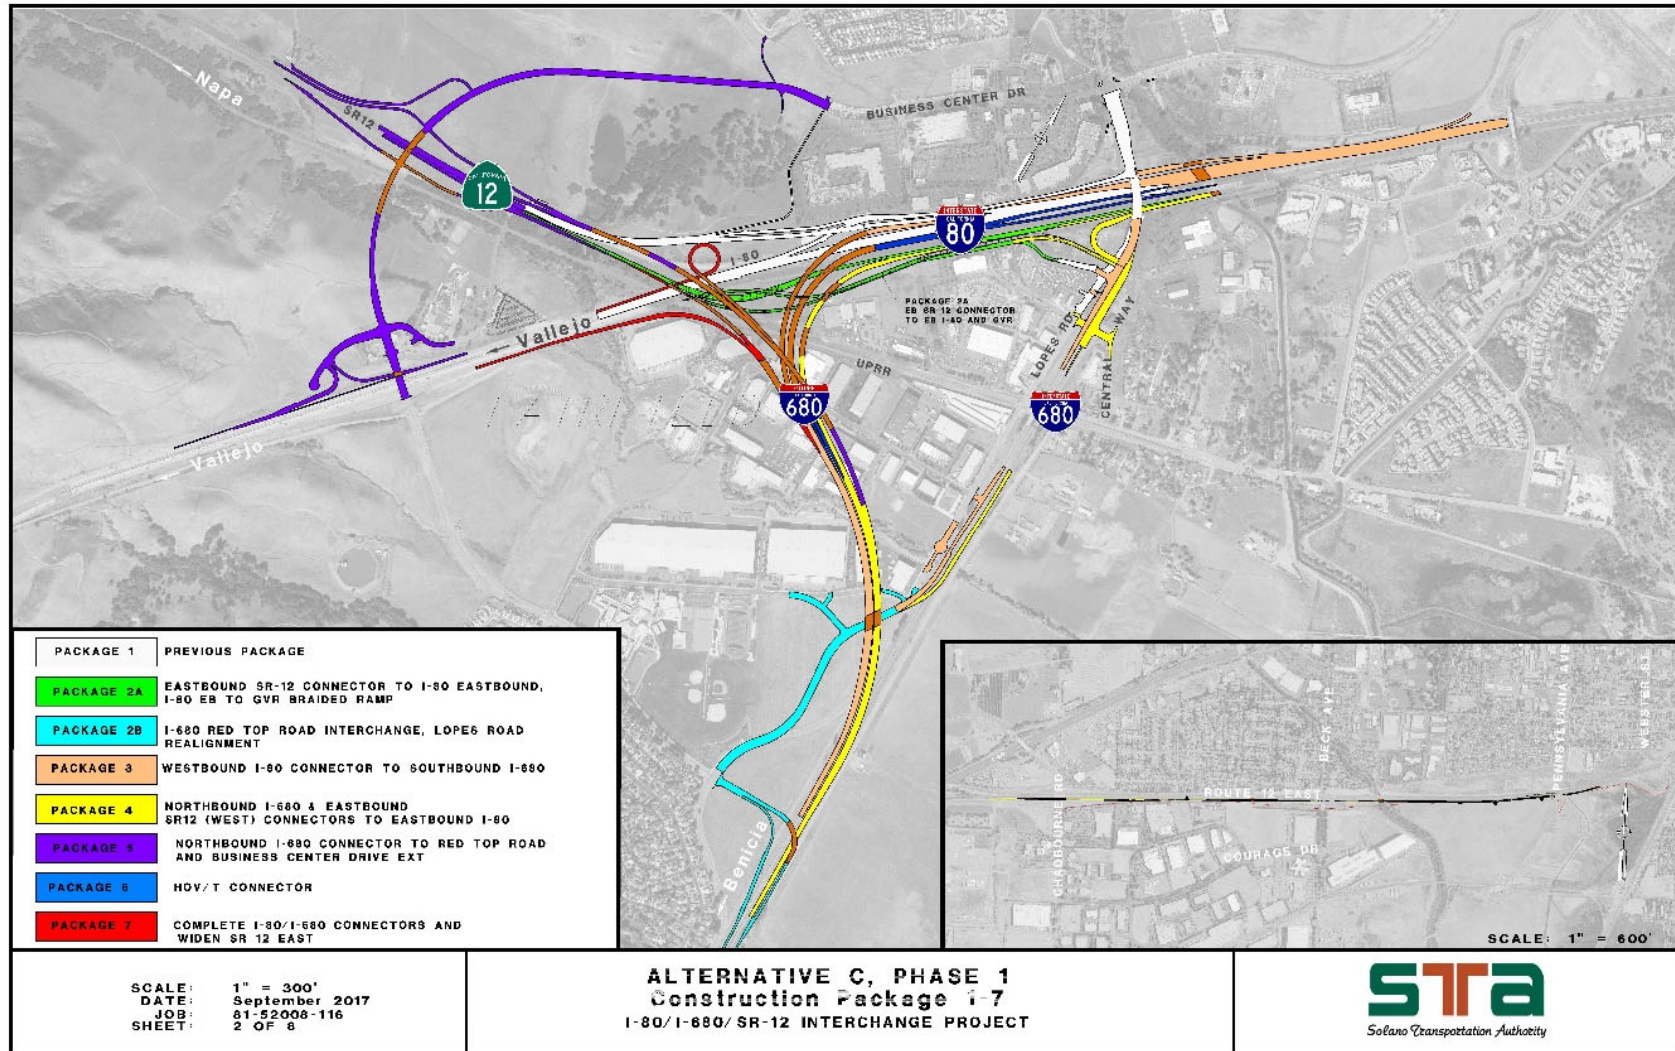 Napa
SR12
CALIFORNIA
12
BUSINESS CENTER DR
INTERSTATE
CALIFORNIA
80
I-80
PACKAGE 2A
EB SR-12 CONNECTOR
TO EB I-80 AND GVR
Vallejo
Vallejo
UPRR
LOPES RD
CENTRAL WAY
680
INTERSTATE
680
Benicia
PACKAGE 1 PREVIOUS PACKAGE
PACKAGE 2A EASTBOUND SR-12 CONNECTOR TO I-80 EASTBOUND,
I-80 EB TO GVR BRAIDED RAMP
PACKAGE 2B I-680 RED TOP ROAD INTERCHANGE, LOPES ROAD
REALIGNMENT
PACKAGE 3 WESTBOUND I-80 CONNECTOR TO SOUTHBOUND I-680
PACKAGE 4 NORTHBOUND I-680 & EASTBOUND
SR12 (WEST) CONNECTORS TO EASTBOUND I-80
PACKAGE 5 NORTHBOUND I-680 CONNECTOR TO RED TOP ROAD
AND BUSINESS CENTER DRIVE EXT
PACKAGE 6 HOV/T CONNECTOR
PACKAGE 7 COMPLETE I-80/I-680 CONNECTORS AND
WIDEN SR 12 EAST
CHADBOURNE RD
ROUTE 12 EAST
BECK AVE
PENNSYLVANIA AVE
WEBSTER ST
COURAGE DR
SCALE: 1" = 600'
SCALE: 1" = 300'
DATE: September 2017
JOB: 81-52008-116
SHEET: 2 OF 8
ALTERNATIVE C, PHASE 1
Construction Package 1-7
I-80/I-680/SR-12 INTERCHANGE PROJECT
STa
Solano Transportation Authority